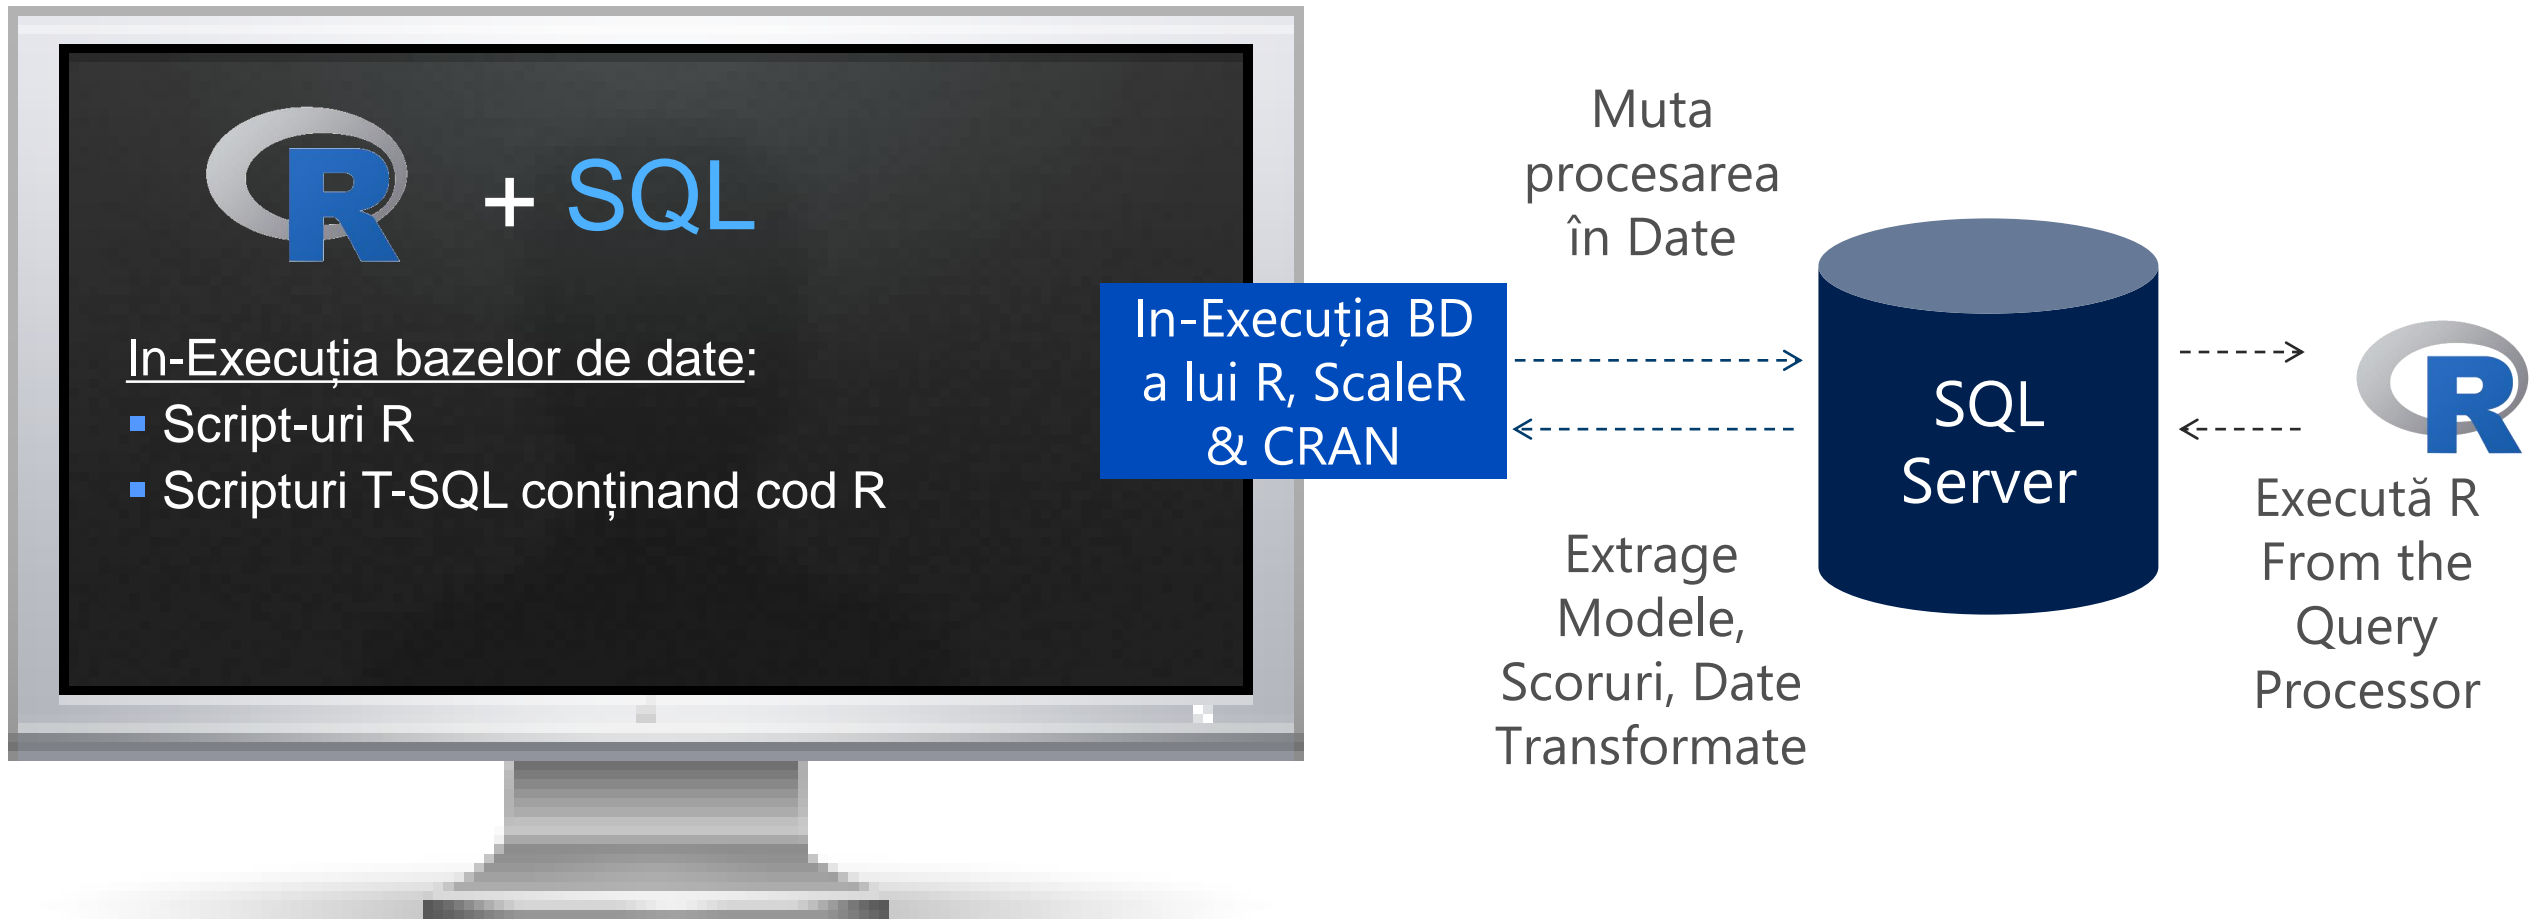 R + SQL
In-Execuția bazelor de date:
Script-uri R
Scripturi T-SQL conținand cod R
In-Execuția BD
a lui R, ScaleR
& CRAN
Muta
procesarea
în Date
Extrage
Modele,
Scoruri, Date
Transformate
SQL
Server
R
Execută R
From the
Query
Processor